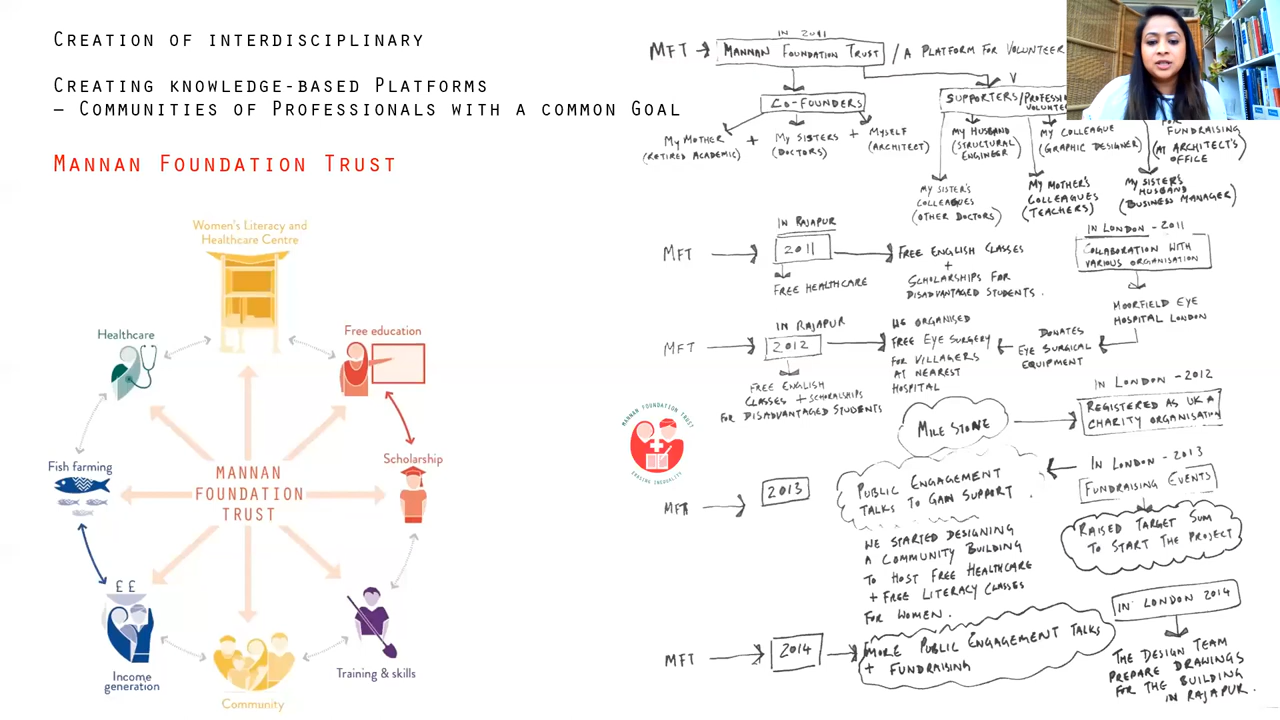 CREATION OF INTERDISCIPLINARY
CREATING KNOWLEDGE-BASED PLATFORMS
– COMMUNITIES OF PROFESSIONALS WITH A COMMON GOAL
MANNAN FOUNDATION TRUST
Women's Literacy and
Healthcare Centre
Healthcare
Free education
Fish farming
Scholarship
MANNAN
FOUNDATION
TRUST
££
Income
generation
Training & skills
Community
MANNAN FOUNDATION TRUST
ERASING INEQUALITY
IN 2011
MFT → MANNAN FOUNDATION TRUST / A PLATFORM FOR VOLUNTEER
CO-FOUNDERS
SUPPORTERS/
MY MOTHER
(RETIRED ACADEMIC)
+
MY SISTERS
(DOCTORS)
+
MYSELF
(ARCHITECT)
MY HUSBAND
(STRUCTURAL
ENGINEER)
MY COLLEAGUE
(GRAPHIC DESIGNER)
FOR
FUNDRAISING
(AT ARCHITECT'S
OFFICE
MY SISTER'S
COLLEAGUES
(OTHER DOCTORS)
MY MOTHER'S
COLLEAGUES
(TEACHERS)
MY SISTER'S
HUSBAND
(BUSINESS MANAGER)
MFT
IN RAJAPUR
2011
FREE HEALTHCARE
FREE ENGLISH CLASSES
+
SCHOLARSHIPS FOR
DISADVANTAGED STUDENTS.
IN LONDON - 2011
COLLABORATION WITH
VARIOUS ORGANISATION
MOORFIELD EYE
HOSPITAL LONDON
DONATES
EYE SURGICAL
EQUIPMENT
MFT
IN RAJAPUR
2012
WE ORGANISED
FREE EYE SURGERY
FOR VILLAGERS
AT NEAREST
HOSPITAL
FREE ENGLISH
CLASSES + SCHOLARSHIPS
FOR DISADVANTAGED STUDENTS
MILE STONE
IN LONDON - 2012
REGISTERED AS UK A
CHARITY ORGANISATION
MFT
2013
PUBLIC ENGAGEMENT
TALKS TO GAIN SUPPORT.
IN LONDON - 2013
FUNDRAISING EVENTS
RAISED TARGET SUM
TO START THE PROJECT
WE STARTED DESIGNING
A COMMUNITY BUILDING
TO HOST FREE HEALTHCARE
+ FREE LITERACY CLASSES
FOR WOMEN.
MFT
2014
MORE PUBLIC ENGAGEMENT TALKS
+ FUNDRAISING
IN LONDON 2014
THE DESIGN TEAM
PREPARE DRAWINGS
FOR THE BUILDING
IN RAJAPUR.